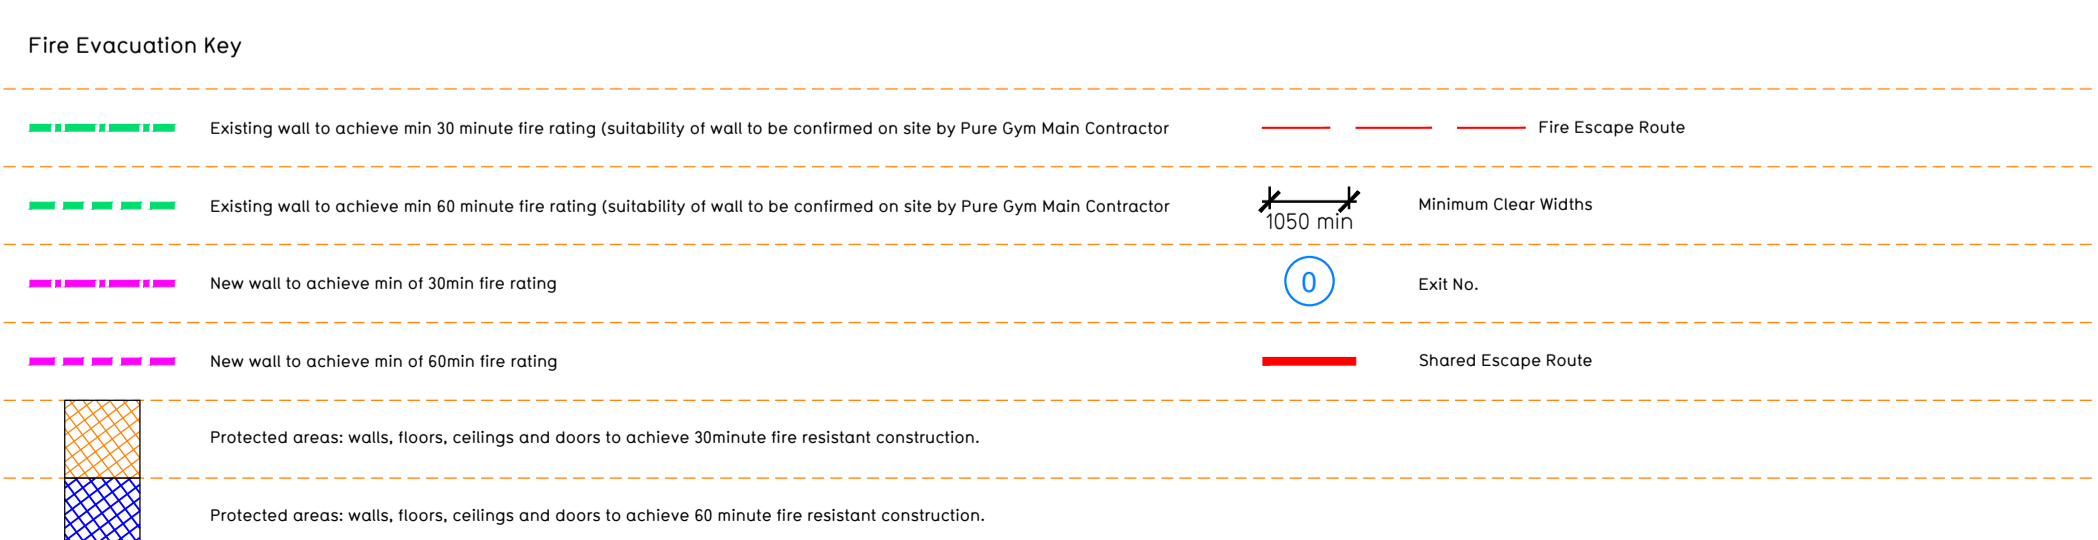 Fire Evacuation Key
Existing wall to achieve min 30 minute fire rating (suitability of wall to be confirmed on site by Pure Gym Main Contractor
Fire Escape Route
Existing wall to achieve min 60 minute fire rating (suitability of wall to be confirmed on site by Pure Gym Main Contractor
1050 min
Minimum Clear Widths
New wall to achieve min of 30min fire rating
0
Exit No.
New wall to achieve min of 60min fire rating
Shared Escape Route
Protected areas: walls, floors, ceilings and doors to achieve 30minute fire resistant construction.
Protected areas: walls, floors, ceilings and doors to achieve 60 minute fire resistant construction.